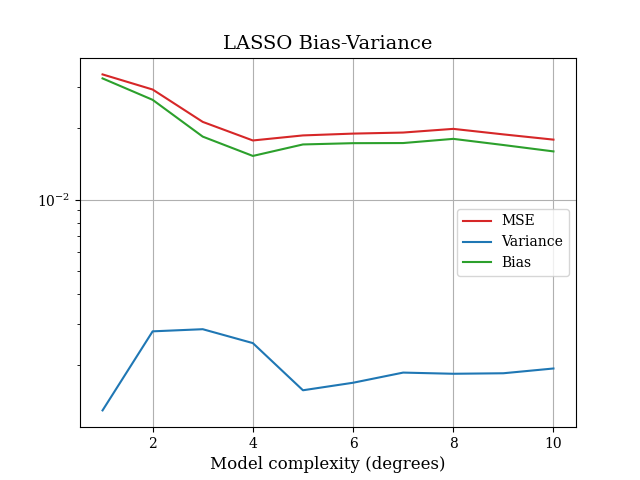 LASSO Bias-Variance
10⁻²
MSE
Variance
Bias
2 4 6 8 10
Model complexity (degrees)